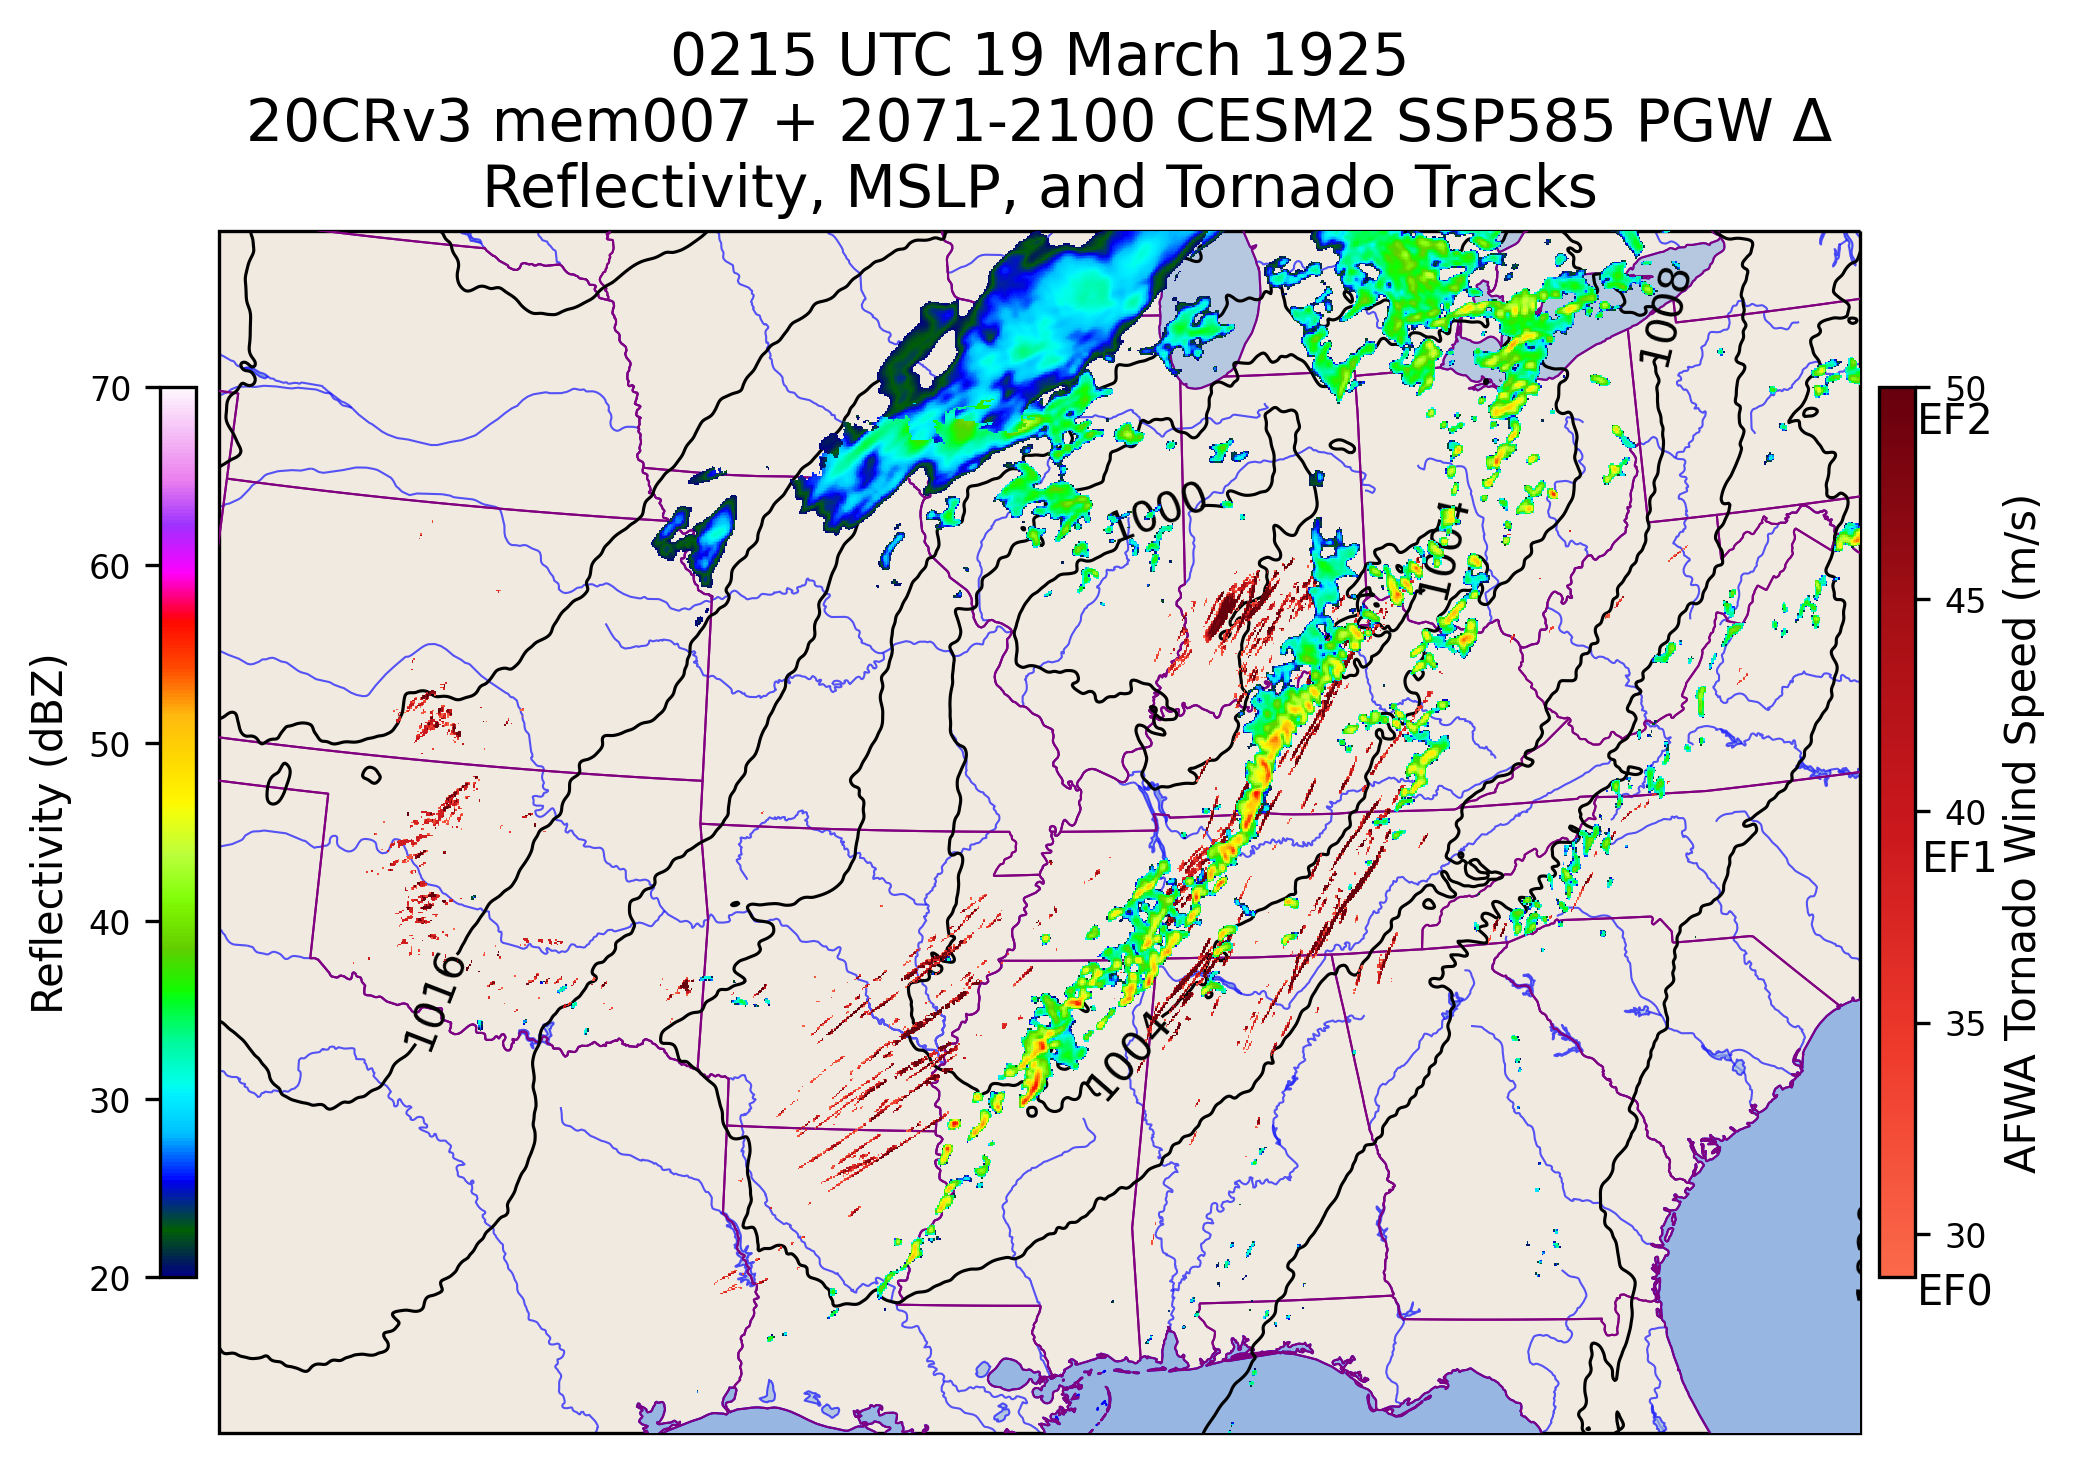 0215 UTC 19 March 1925
20CRv3 mem007 + 2071-2100 CESM2 SSP585 PGW Δ
Reflectivity, MSLP, and Tornado Tracks
1008
1000
1004
1016
1004
70
60
50
40
30
20
Reflectivity (dBZ)
50
EF2
45
40
EF1
35
30
EF0
AFWA Tornado Wind Speed (m/s)